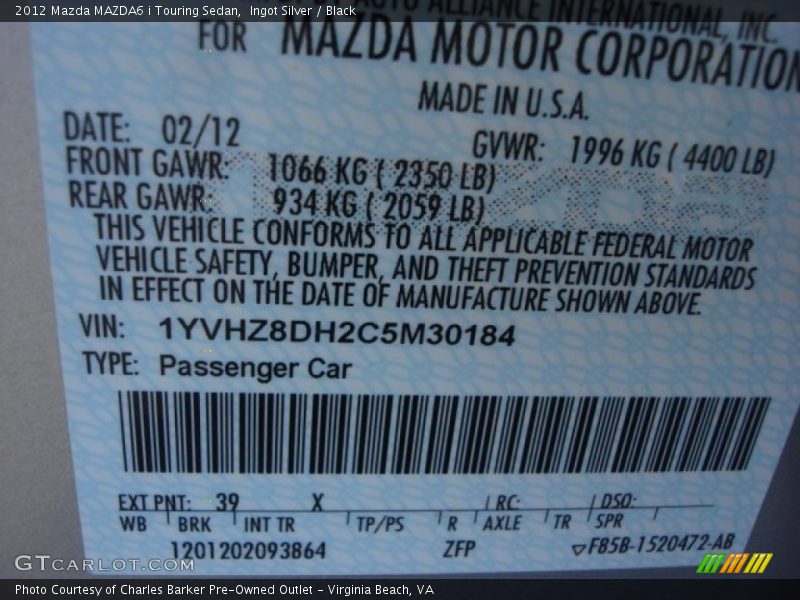 2012 Mazda MAZDA6 i Touring Sedan, Ingot Silver / Black
AUTO ALLIANCE INTERNATIONAL, INC.
FOR MAZDA MOTOR CORPORATION
MADE IN U.S.A.
DATE: 02/12 GVWR: 1996 KG ( 4400 LB)
FRONT GAWR: 1066 KG ( 2350 LB)
REAR GAWR: 934 KG ( 2059 LB)
THIS VEHICLE CONFORMS TO ALL APPLICABLE FEDERAL MOTOR
VEHICLE SAFETY, BUMPER, AND THEFT PREVENTION STANDARDS
IN EFFECT ON THE DATE OF MANUFACTURE SHOWN ABOVE.
VIN: 1YVHZ8DH2C5M30184
TYPE: Passenger Car
EXT PNT: 39 X RC: DSO:
WB BRK INT TR TP/PS R AXLE TR SPR
1201202093864 ZFP F85B-1520472-AB
GTCARLOT.COM
Photo Courtesy of Charles Barker Pre-Owned Outlet - Virginia Beach, VA